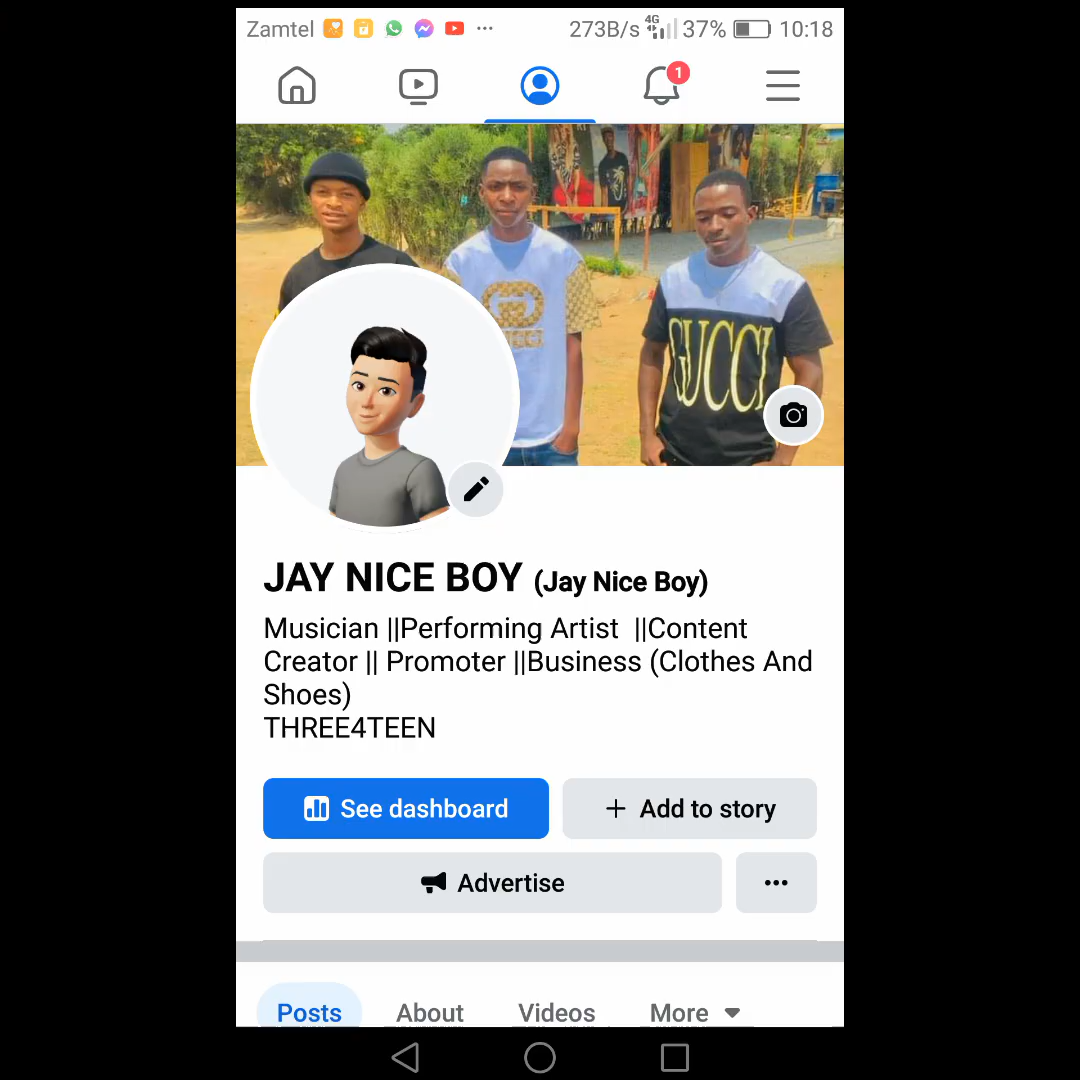 Zamtel 273B/s 4G 37% 10:18
1
GUCCI
JAY NICE BOY (Jay Nice Boy)
Musician ||Performing Artist ||Content
Creator || Promoter ||Business (Clothes And
Shoes)
THREE4TEEN
See dashboard
+ Add to story
Advertise
Posts About Videos More